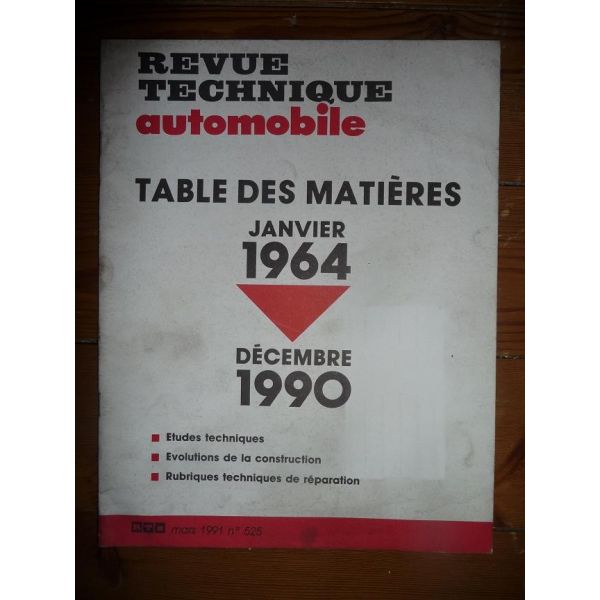 REVUE
TECHNIQUE
automobile
TABLE DES MATIÈRES
JANVIER
1964
DÉCEMBRE
1990
Etudes techniques
Evolutions de la construction
Rubriques techniques de réparation
RTA mars 1991 n° 525